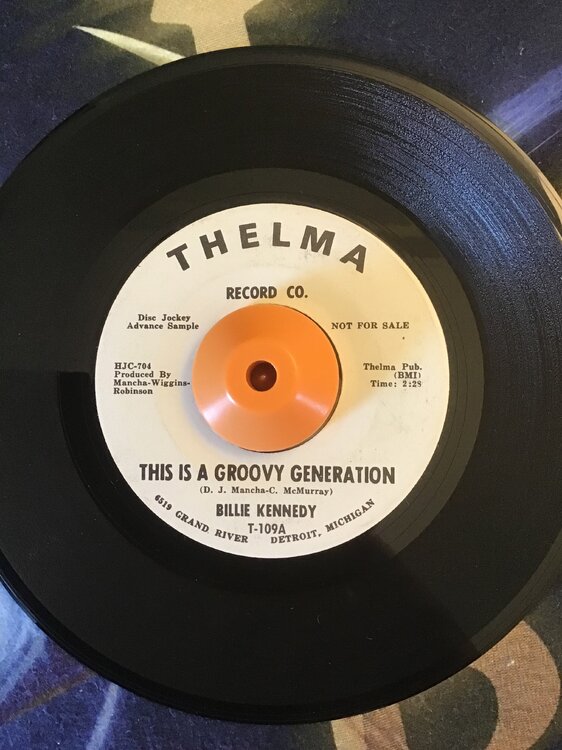 THELMA
RECORD CO.
Disc Jockey
Advance Sample
NOT FOR SALE
HJC-704
Produced By
Mancha-Wiggins-
Robinson
Thelma Pub.
(BMI)
Time: 2:28
THIS IS A GROOVY GENERATION
(D. J. Mancha-C. McMurray)
BILLIE KENNEDY
T-109A
6519 GRAND RIVER DETROIT, MICHIGAN